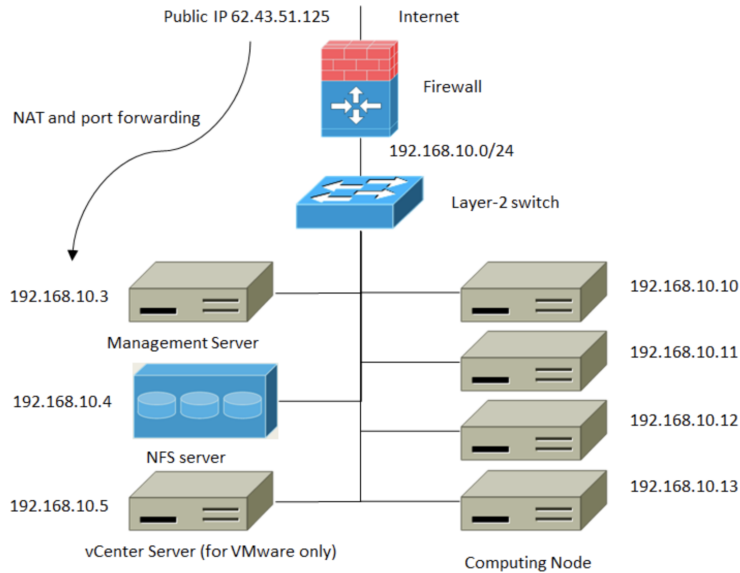 Public IP 62.43.51.125
Internet
Firewall
NAT and port forwarding
192.168.10.0/24
Layer-2 switch
192.168.10.3
Management Server
192.168.10.4
NFS server
192.168.10.5
vCenter Server (for VMware only)
192.168.10.10
192.168.10.11
192.168.10.12
192.168.10.13
Computing Node